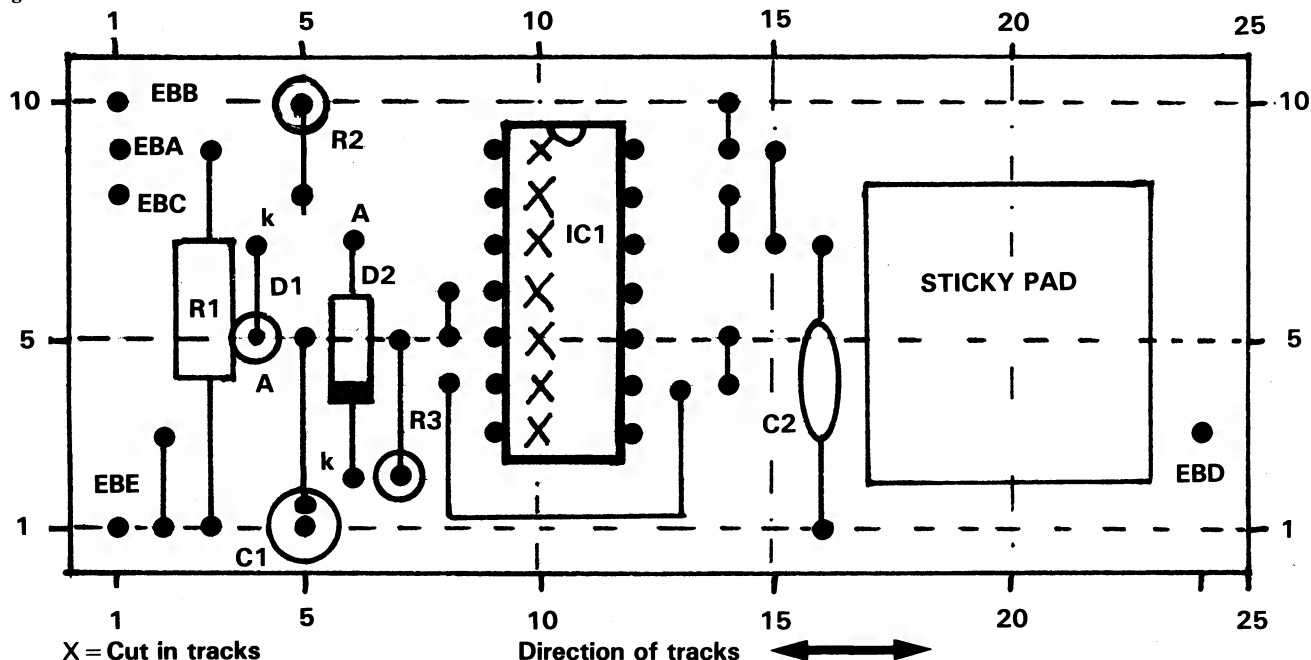 1 5 10 15 20 25
10 EBB 10
R2
EBA
EBC
k A IC1
D1 D2
R1 STICKY PAD
5 5
A
R3 C2
k
EBE EBD
1 1
C1
1 5 10 15 20 25
X = Cut in tracks Direction of tracks